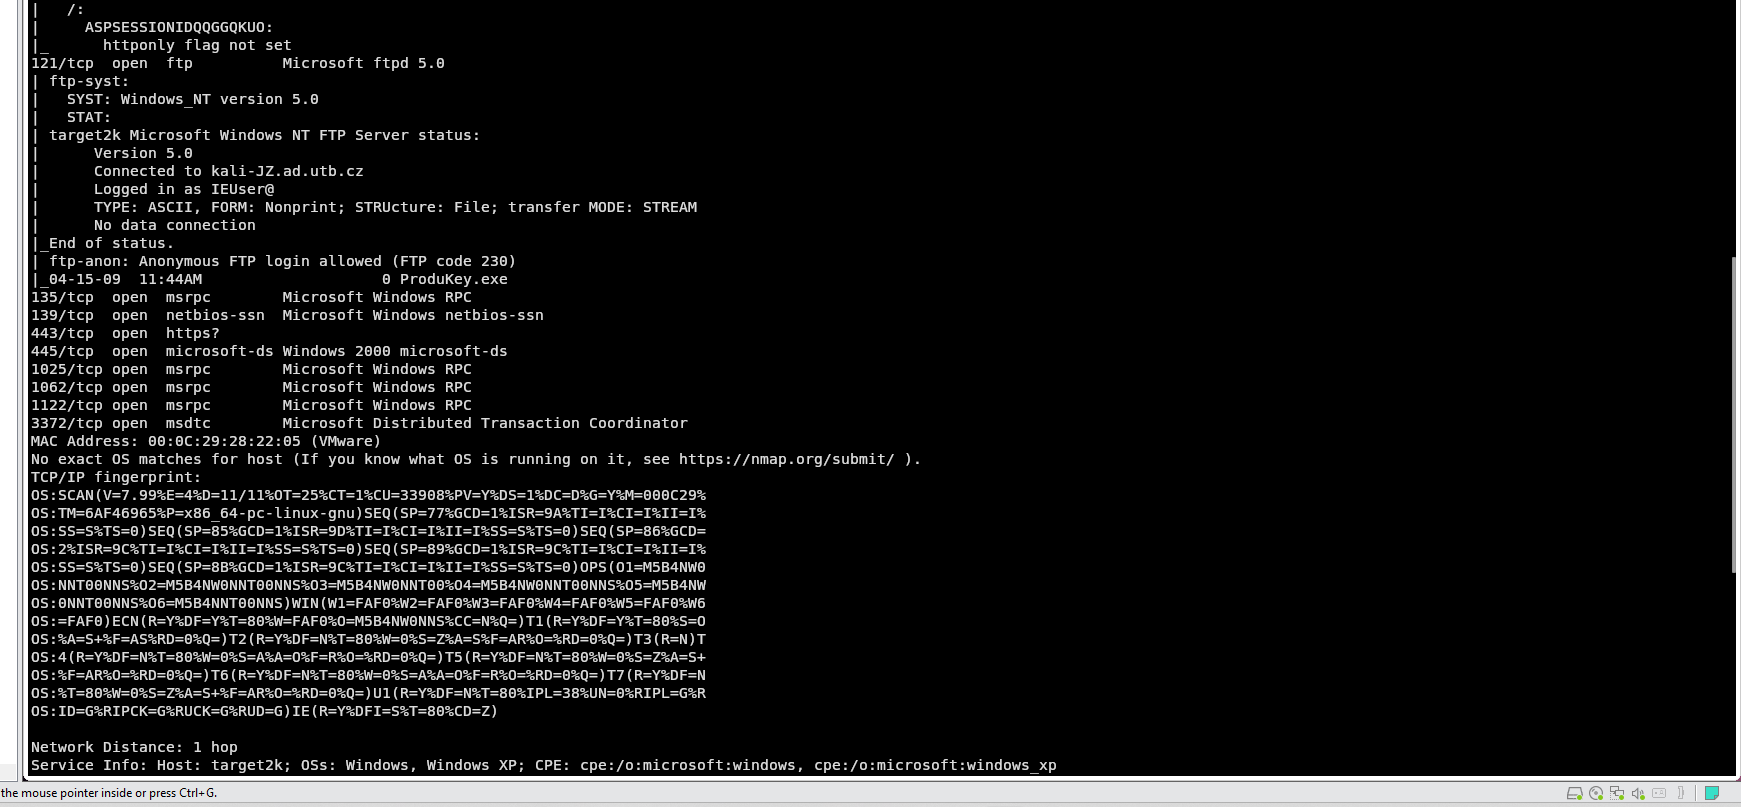 |   /:
|     ASPSESSIONIDQQGGQKUO:
|_      httponly flag not set
121/tcp  open  ftp          Microsoft ftpd 5.0
| ftp-syst:
|   SYST: Windows_NT version 5.0
|   STAT:
| target2k Microsoft Windows NT FTP Server status:
|      Version 5.0
|      Connected to kali-JZ.ad.utb.cz
|      Logged in as IEUser@
|      TYPE: ASCII, FORM: Nonprint; STRUcture: File; transfer MODE: STREAM
|      No data connection
|_End of status.
| ftp-anon: Anonymous FTP login allowed (FTP code 230)
|_04-15-09  11:44AM                    0 ProduKey.exe
135/tcp  open  msrpc        Microsoft Windows RPC
139/tcp  open  netbios-ssn  Microsoft Windows netbios-ssn
443/tcp  open  https?
445/tcp  open  microsoft-ds Windows 2000 microsoft-ds
1025/tcp open  msrpc        Microsoft Windows RPC
1062/tcp open  msrpc        Microsoft Windows RPC
1122/tcp open  msrpc        Microsoft Windows RPC
3372/tcp open  msdtc        Microsoft Distributed Transaction Coordinator
MAC Address: 00:0C:29:28:22:05 (VMware)
No exact OS matches for host (If you know what OS is running on it, see https://nmap.org/submit/ ).
TCP/IP fingerprint:
OS:SCAN(V=7.99%E=4%D=11/11%OT=25%CT=1%CU=33908%PV=Y%DS=1%DC=D%G=Y%M=000C29%
OS:TM=6AF46965%P=x86_64-pc-linux-gnu)SEQ(SP=77%GCD=1%ISR=9A%TI=I%CI=I%II=I%
OS:SS=S%TS=0)SEQ(SP=85%GCD=1%ISR=9D%TI=I%CI=I%II=I%SS=S%TS=0)SEQ(SP=86%GCD=
OS:2%ISR=9C%TI=I%CI=I%II=I%SS=S%TS=0)SEQ(SP=89%GCD=1%ISR=9C%TI=I%CI=I%II=I%
OS:SS=S%TS=0)SEQ(SP=8B%GCD=1%ISR=9C%TI=I%CI=I%II=I%SS=S%TS=0)OPS(O1=M5B4NW0
OS:NNT00NNS%O2=M5B4NW0NNT00NNS%O3=M5B4NW0NNT00%O4=M5B4NW0NNT00NNS%O5=M5B4NW
OS:0NNT00NNS%O6=M5B4NNT00NNS)WIN(W1=FAF0%W2=FAF0%W3=FAF0%W4=FAF0%W5=FAF0%W6
OS:=FAF0)ECN(R=Y%DF=Y%T=80%W=FAF0%O=M5B4NW0NNS%CC=N%Q=)T1(R=Y%DF=Y%T=80%S=O
OS:%A=S+%F=AS%RD=0%Q=)T2(R=Y%DF=N%T=80%W=0%S=Z%A=S%F=AR%O=%RD=0%Q=)T3(R=N)T
OS:4(R=Y%DF=N%T=80%W=0%S=A%A=O%F=R%O=%RD=0%Q=)T5(R=Y%DF=N%T=80%W=0%S=Z%A=S+
OS:%F=AR%O=%RD=0%Q=)T6(R=Y%DF=N%T=80%W=0%S=A%A=O%F=R%O=%RD=0%Q=)T7(R=Y%DF=N
OS:%T=80%W=0%S=Z%A=S+%F=AR%O=%RD=0%Q=)U1(R=Y%DF=N%T=80%IPL=38%UN=0%RIPL=G%R
OS:ID=G%RIPCK=G%RUCK=G%RUD=G)IE(R=Y%DFI=S%T=80%CD=Z)
Network Distance: 1 hop
Service Info: Host: target2k; OSs: Windows, Windows XP; CPE: cpe:/o:microsoft:windows, cpe:/o:microsoft:windows_xp
the mouse pointer inside or press Ctrl+G.